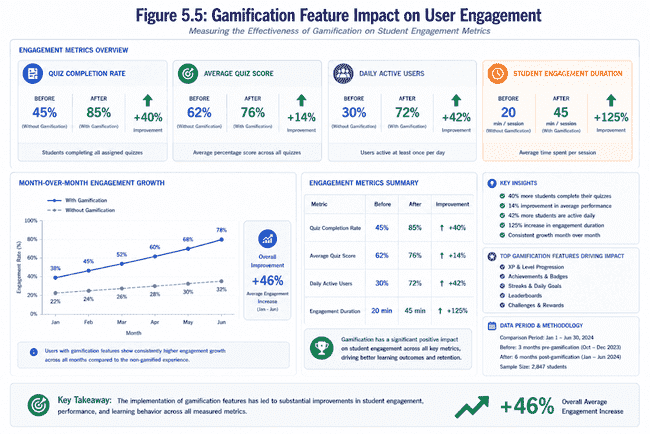 Figure 5.5: Gamification Feature Impact on User Engagement
Measuring the Effectiveness of Gamification on Student Engagement Metrics
ENGAGEMENT METRICS OVERVIEW
QUIZ COMPLETION RATE
BEFORE
AFTER
45%
85%
+40%
(Without Gamification)
(With Gamification)
Improvement
Students completing all assigned quizzes
AVERAGE QUIZ SCORE
BEFORE
AFTER
62%
76%
+14%
(Without Gamification)
(With Gamification)
Improvement
Average percentage score across all quizzes
DAILY ACTIVE USERS
BEFORE
AFTER
30%
72%
+42%
(Without Gamification)
(With Gamification)
Improvement
Users active at least once per day
STUDENT ENGAGEMENT DURATION
BEFORE
AFTER
20
45
+125%
min / session
min / session
(Without Gamification)
(With Gamification)
Improvement
Average time spent per session
MONTH-OVER-MONTH ENGAGEMENT GROWTH
With Gamification
Without Gamification
Engagement Rate (%)
100%
80%
60%
40%
20%
0%
38%
45%
52%
60%
68%
78%
22%
24%
26%
28%
30%
32%
Jan
Feb
Mar
Apr
May
Jun
Month
Overall
Improvement
+46%
Average Engagement
Increase
(Jan - Jun)
Users with gamification features show consistently higher engagement growth
across all months compared to the non-gamified experience.
ENGAGEMENT METRICS SUMMARY
Metric Before After Improvement
Quiz Completion Rate 45% 85% ↑ +40%
Average Quiz Score 62% 76% ↑ +14%
Daily Active Users 30% 72% ↑ +42%
Engagement Duration 20 min 45 min ↑ +125%
Gamification has a significant positive impact
on student engagement across all key metrics,
driving better learning outcomes and retention.
KEY INSIGHTS
40% more students complete their quizzes
14% improvement in average performance
42% more students are active daily
125% increase in engagement duration
Consistent growth month over month
TOP GAMIFICATION FEATURES DRIVING IMPACT
XP & Level Progression
Achievements & Badges
Streaks & Daily Goals
Leaderboards
Challenges & Rewards
DATA PERIOD & METHODOLOGY
Comparison Period: Jan 1 – Jun 30, 2024
Before: 3 months pre-gamification (Oct – Dec 2023)
After: 6 months post-gamification (Jan – Jun 2024)
Sample Size: 2,847 students
Key Takeaway: The implementation of gamification features has led to substantial improvements in student engagement,
performance, and learning behavior across all measured metrics.
+46%
Overall Average
Engagement Increase